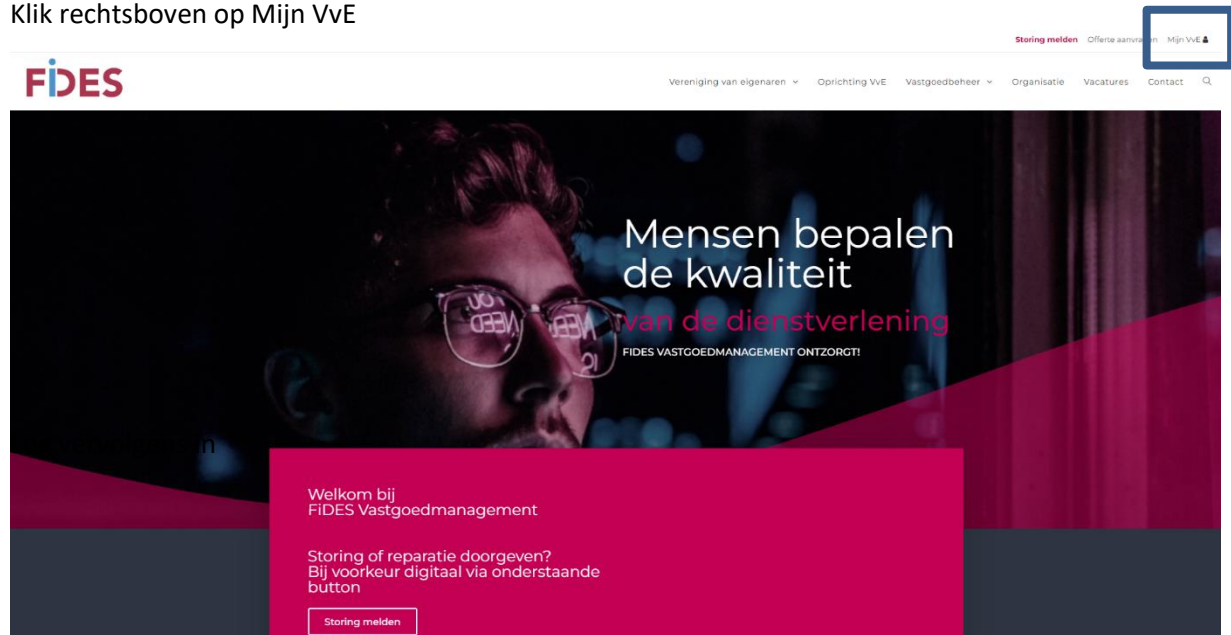 Klik rechtsboven op Mijn VvE
Storing melden Offerte aanvragen Mijn VvE
FiDES
Vereniging van eigenaren Oprichting VvE Vastgoedbeheer Organisatie Vacatures Contact
Mensen bepalen
de kwaliteit
van de dienstverlening
FIDES VASTGOEDMANAGEMENT ONTZORGT!
Welkom bij
FiDES Vastgoedmanagement
Storing of reparatie doorgeven?
Bij voorkeur digitaal via onderstaande
button
Storing melden